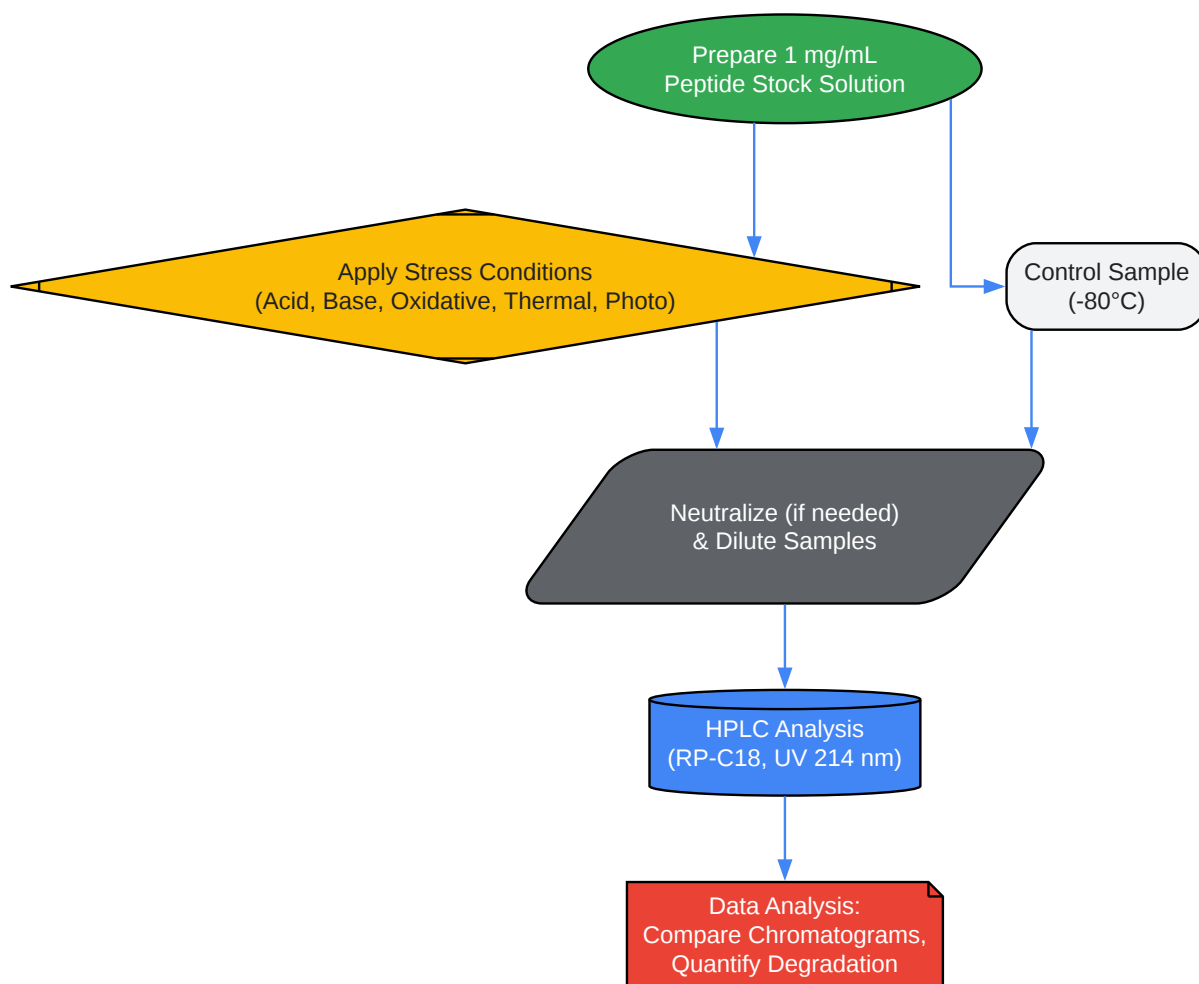 Prepare 1 mg/mL
Peptide Stock Solution
Apply Stress Conditions
(Acid, Base, Oxidative, Thermal, Photo)
Control Sample
(-80°C)
Neutralize (if needed)
& Dilute Samples
HPLC Analysis
(RP-C18, UV 214 nm)
Data Analysis:
Compare Chromatograms,
Quantify Degradation